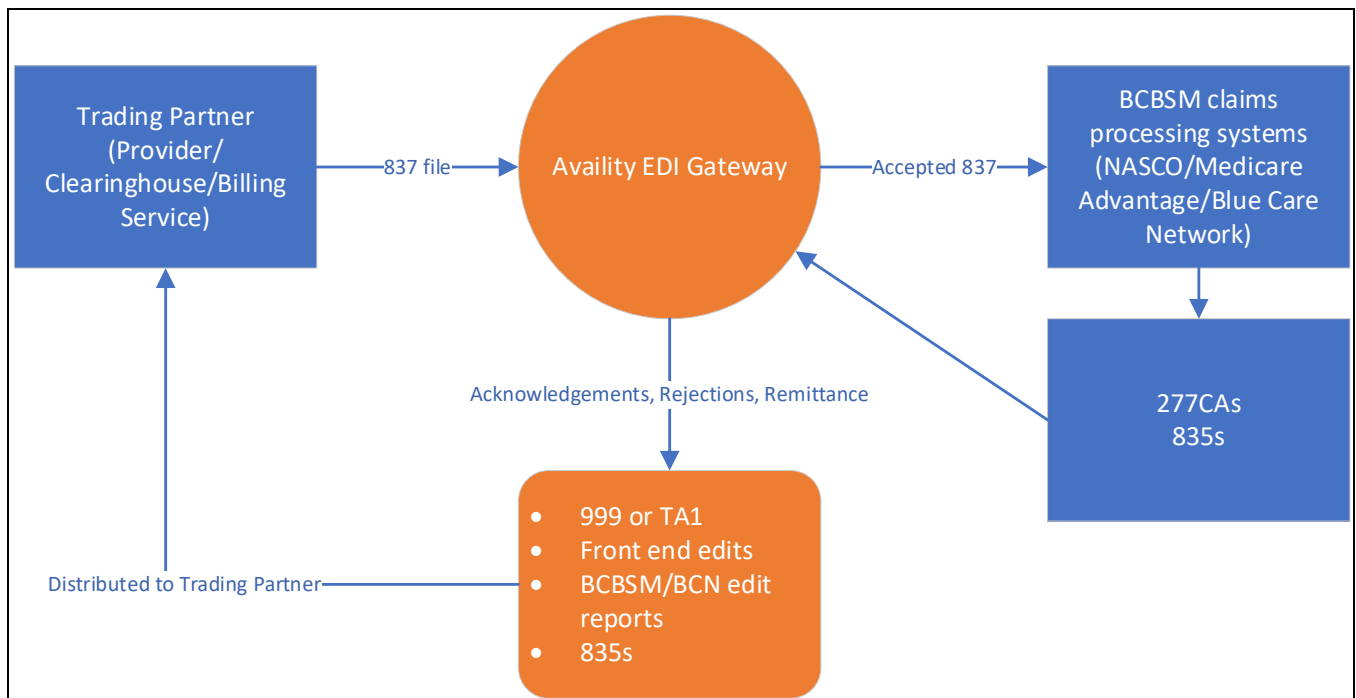 Trading Partner
(Provider/
Clearinghouse/Billing
Service)
837 file
Availity EDI Gateway
Accepted 837
BCBSM claims
processing systems
(NASCO/Medicare
Advantage/Blue Care
Network)
277CAs
835s
Acknowledgements, Rejections, Remittance
• 999 or TA1
• Front end edits
• BCBSM/BCN edit
reports
• 835s
Distributed to Trading Partner